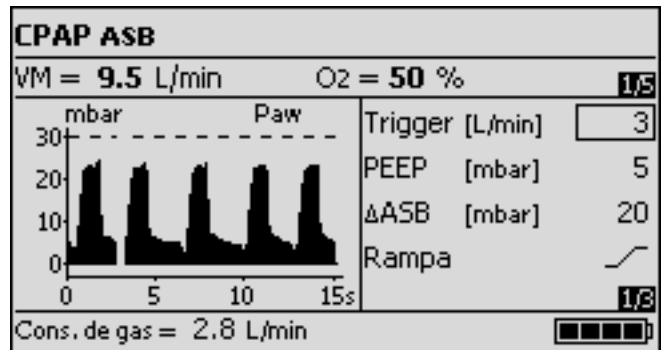 CPAP ASB
VM = 9.5 L/min O2 = 50 %
1/5
mbar Paw
30
20
10
0
0 5 10 15s
Trigger [L/min] 3
PEEP [mbar] 5
ΔASB [mbar] 20
Rampa
1/3
Cons. de gas = 2.8 L/min